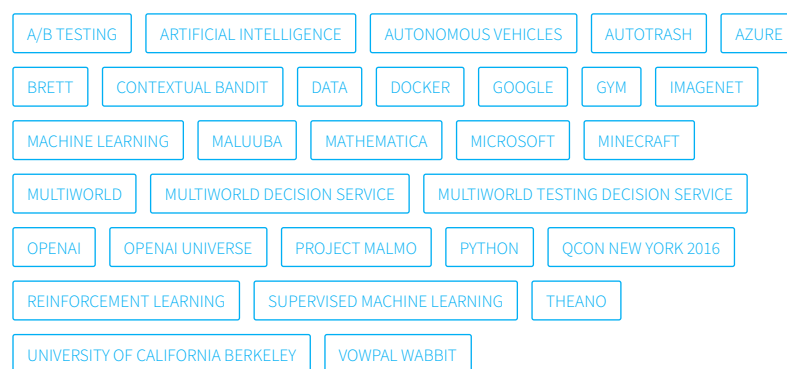 A/B TESTING ARTIFICIAL INTELLIGENCE AUTONOMOUS VEHICLES AUTOTRASH AZURE
BRETT CONTEXTUAL BANDIT DATA DOCKER GOOGLE GYM IMAGENET
MACHINE LEARNING MALUUBA MATHEMATICA MICROSOFT MINECRAFT
MULTIWORLD MULTIWORLD DECISION SERVICE MULTIWORLD TESTING DECISION SERVICE
OPENAI OPENAI UNIVERSE PROJECT MALMO PYTHON QCON NEW YORK 2016
REINFORCEMENT LEARNING SUPERVISED MACHINE LEARNING THEANO
UNIVERSITY OF CALIFORNIA BERKELEY VOWPAL WABBIT